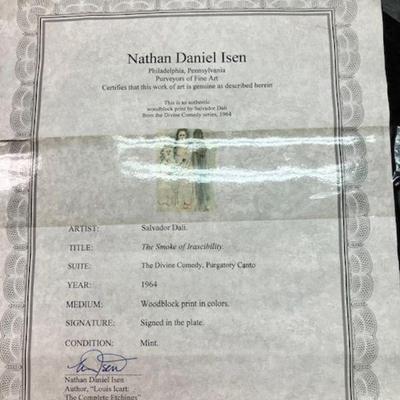 Nathan Daniel Isen
Philadelphia, Pennsylvania
Purveyors of Fine Art
Certifies that this work of art is genuine as described herein
This is an authentic
woodblock print by Salvador Dali
from the Divine Comedy series, 1964
ARTIST: Salvador Dali.
TITLE: The Smoke of Irascibility.
SUITE: The Divine Comedy, Purgatory Canto
YEAR: 1964
MEDIUM: Woodblock print in colors.
SIGNATURE: Signed in the plate.
CONDITION: Mint.
Nathan Daniel Isen
Author, "Louis Icart:
The Complete Etchings"